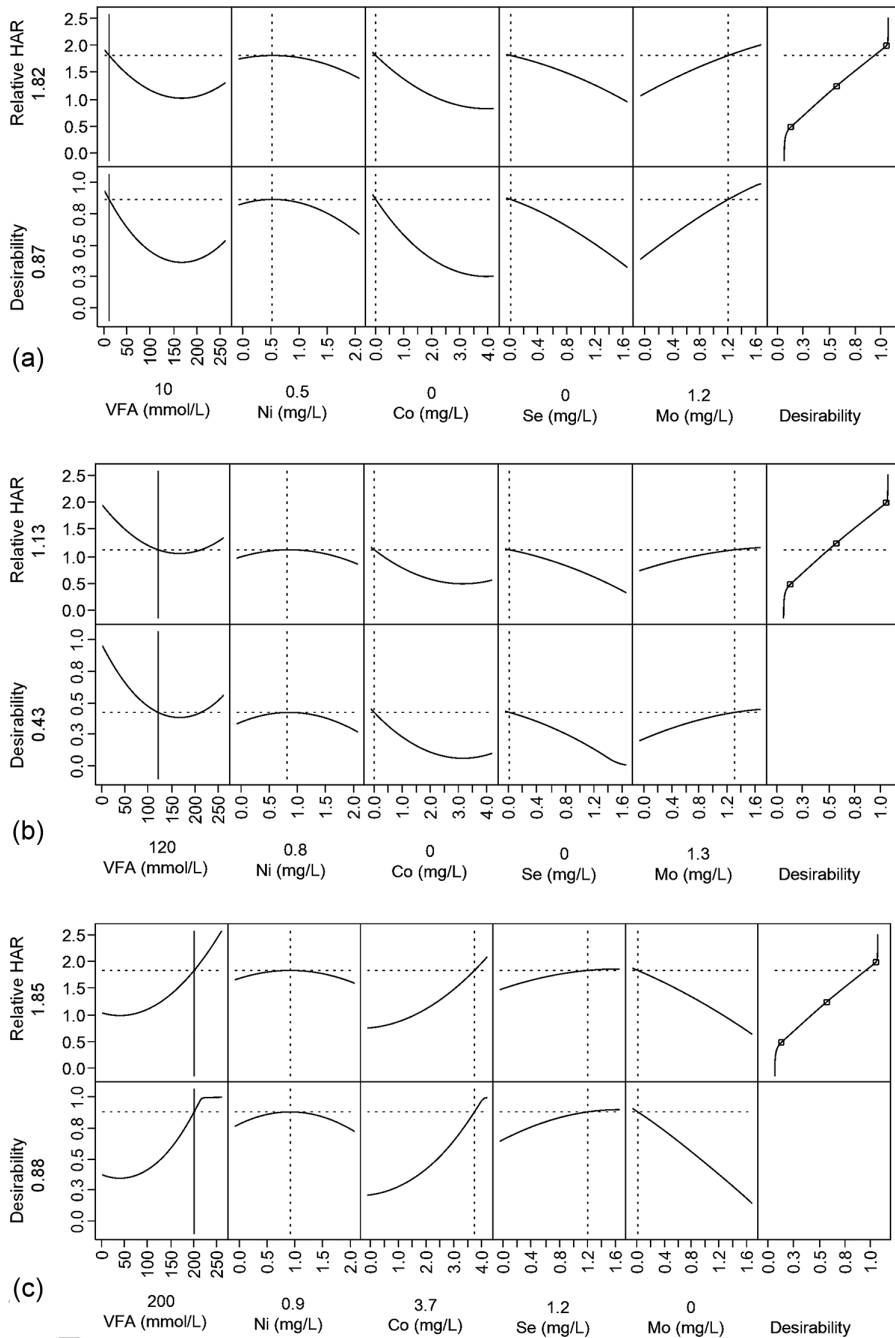 Relative HAR
1.82
2.5
2.0
1.5
1.0
0.5
0.0
Desirability
0.87
1.0
0.8
0.5
0.3
0.0
0 50 100 150 200 250
0.0 0.5 1.0 1.5 2.0
0.0 1.0 2.0 3.0 4.0
0.0 0.4 0.8 1.2 1.6
0.0 0.4 0.8 1.2 1.6
0.0 0.3 0.5 0.8 1.0
(a)
10 0.5 0 0 1.2
VFA (mmol/L) Ni (mg/L) Co (mg/L) Se (mg/L) Mo (mg/L) Desirability
Relative HAR
1.13
2.5
2.0
1.5
1.0
0.5
0.0
Desirability
0.43
1.0
0.8
0.5
0.3
0.0
0 50 100 150 200 250
0.0 0.5 1.0 1.5 2.0
0.0 1.0 2.0 3.0 4.0
0.0 0.4 0.8 1.2 1.6
0.0 0.4 0.8 1.2 1.6
0.0 0.3 0.5 0.8 1.0
(b)
120 0.8 0 0 1.3
VFA (mmol/L) Ni (mg/L) Co (mg/L) Se (mg/L) Mo (mg/L) Desirability
Relative HAR
1.85
2.5
2.0
1.5
1.0
0.5
0.0
Desirability
0.88
1.0
0.8
0.5
0.3
0.0
0 50 100 150 200 250
0.0 0.5 1.0 1.5 2.0
0.0 1.0 2.0 3.0 4.0
0.0 0.4 0.8 1.2 1.6
0.0 0.4 0.8 1.2 1.6
0.0 0.3 0.5 0.8 1.0
(c)
200 0.9 3.7 1.2 0
VFA (mmol/L) Ni (mg/L) Co (mg/L) Se (mg/L) Mo (mg/L) Desirability